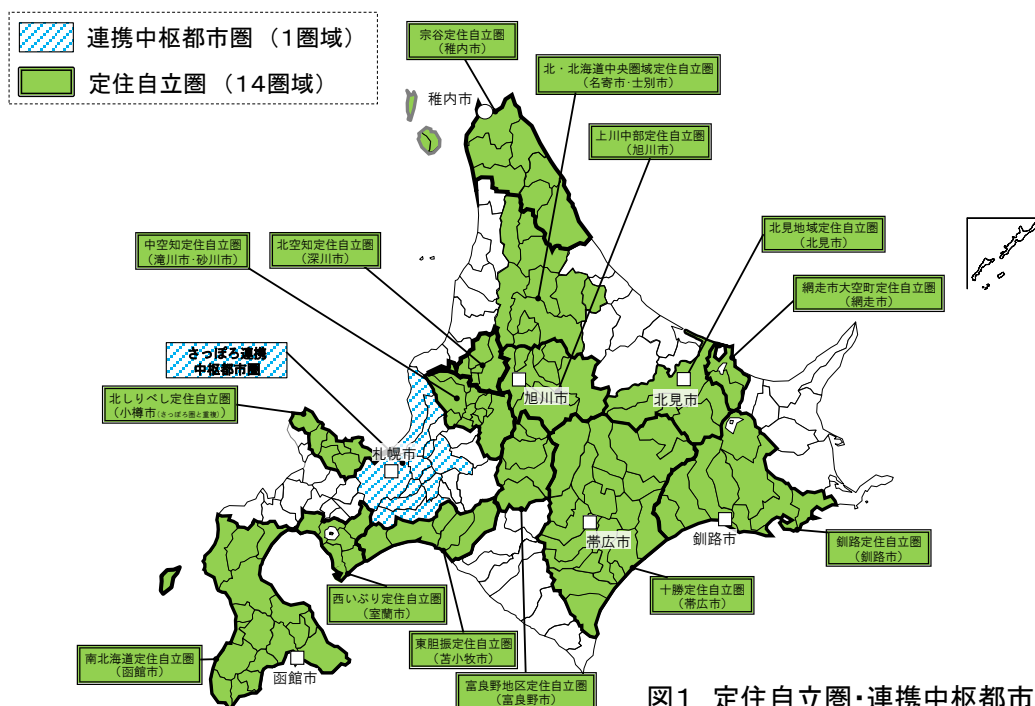 連携中枢都市圏 (1圏域)
定住自立圏 (14圏域)
宗谷定住自立圏
(稚内市)
稚内市
北・北海道中央圏域定住自立圏
(名寄市・士別市)
上川中部定住自立圏
(旭川市)
北見地域定住自立圏
(北見市)
中空知定住自立圏
(滝川市・砂川市)
北空知定住自立圏
(深川市)
網走市大空町定住自立圏
(網走市)
さっぽろ連携
中枢都市圏
北しりべし定住自立圏
(小樽市(さっぽろ圏と重複))
旭川市
北見市
札幌市
帯広市
釧路市
釧路定住自立圏
(釧路市)
十勝定住自立圏
(帯広市)
西いぶり定住自立圏
(室蘭市)
東胆振定住自立圏
(苫小牧市)
南北海道定住自立圏
(函館市)
函館市
富良野地区定住自立圏
(富良野市)
図1 定住自立圏・連携中枢都市